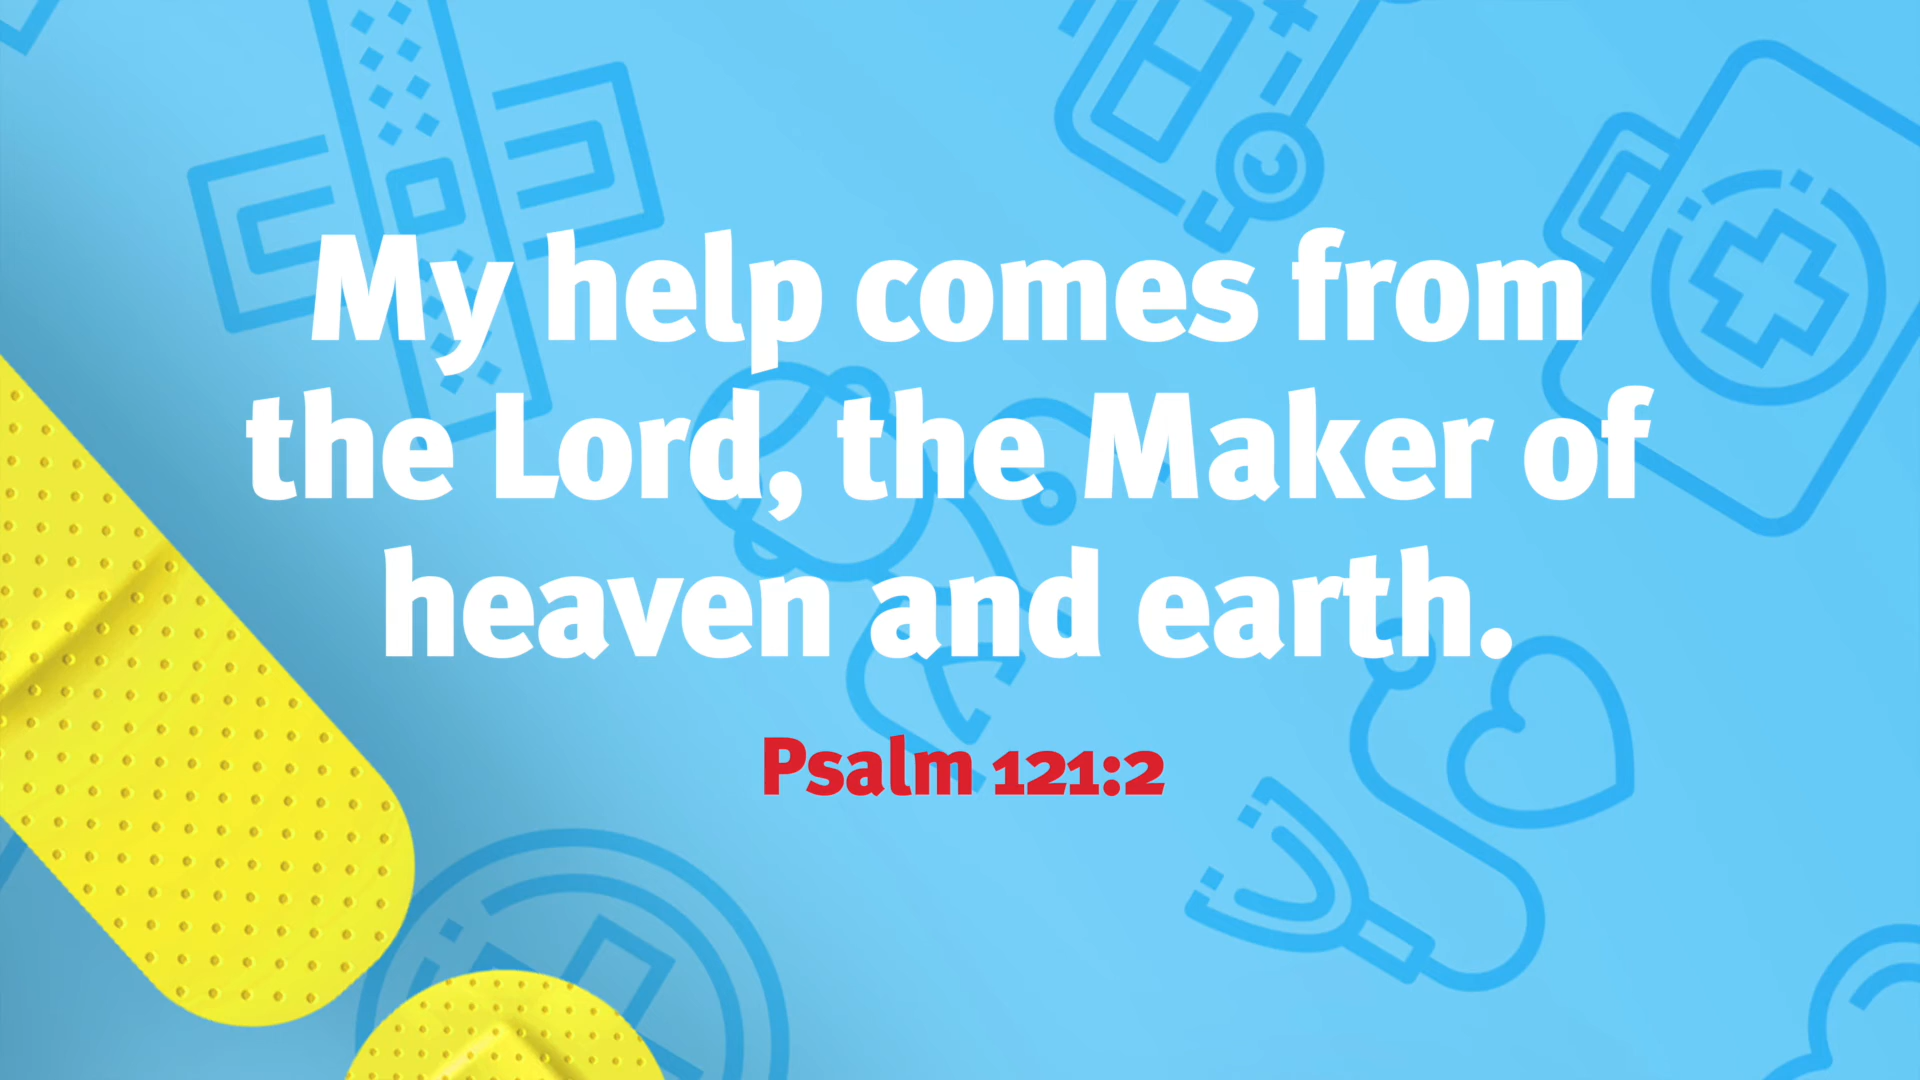 My help comes from
the Lord, the Maker of
heaven and earth.
Psalm 121:2